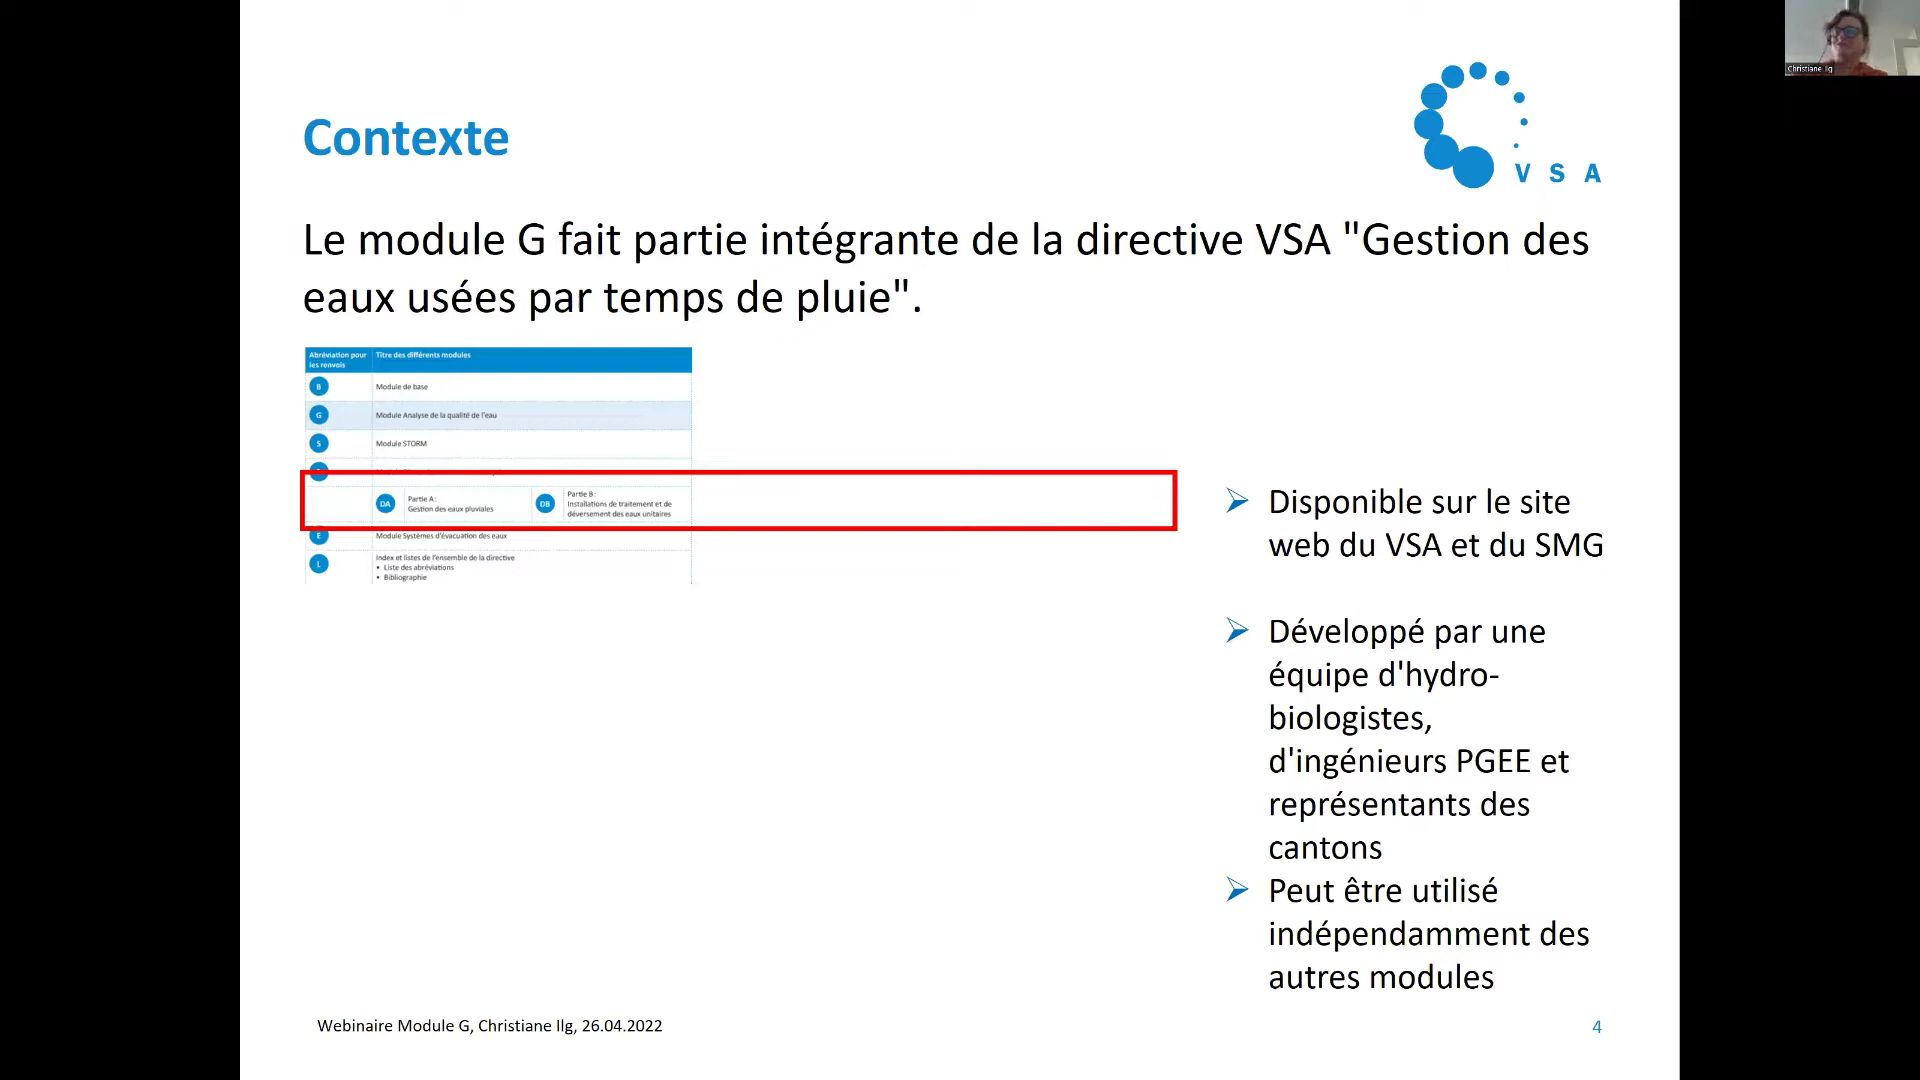 Christiane Ilg
VSA
Contexte
Le module G fait partie intégrante de la directive VSA "Gestion des
eaux usées par temps de pluie".
Abréviation pour
les renvois
Titre des différents modules
B
Module de base
G
Module Analyse de la qualité de l'eau
S
Module STORM
DA
Partie A :
Gestion des eaux pluviales
DB
Partie B :
Installations de traitement et de
déversement des eaux unitaires
E
Module Systèmes d'évacuation des eaux
L
Index et listes de l'ensemble de la directive
• Liste des abréviations
• Bibliographie
Disponible sur le site
web du VSA et du SMG
Développé par une
équipe d'hydro-
biologistes,
d'ingénieurs PGEE et
représentants des
cantons
Peut être utilisé
indépendamment des
autres modules
Webinaire Module G, Christiane Ilg, 26.04.2022
4